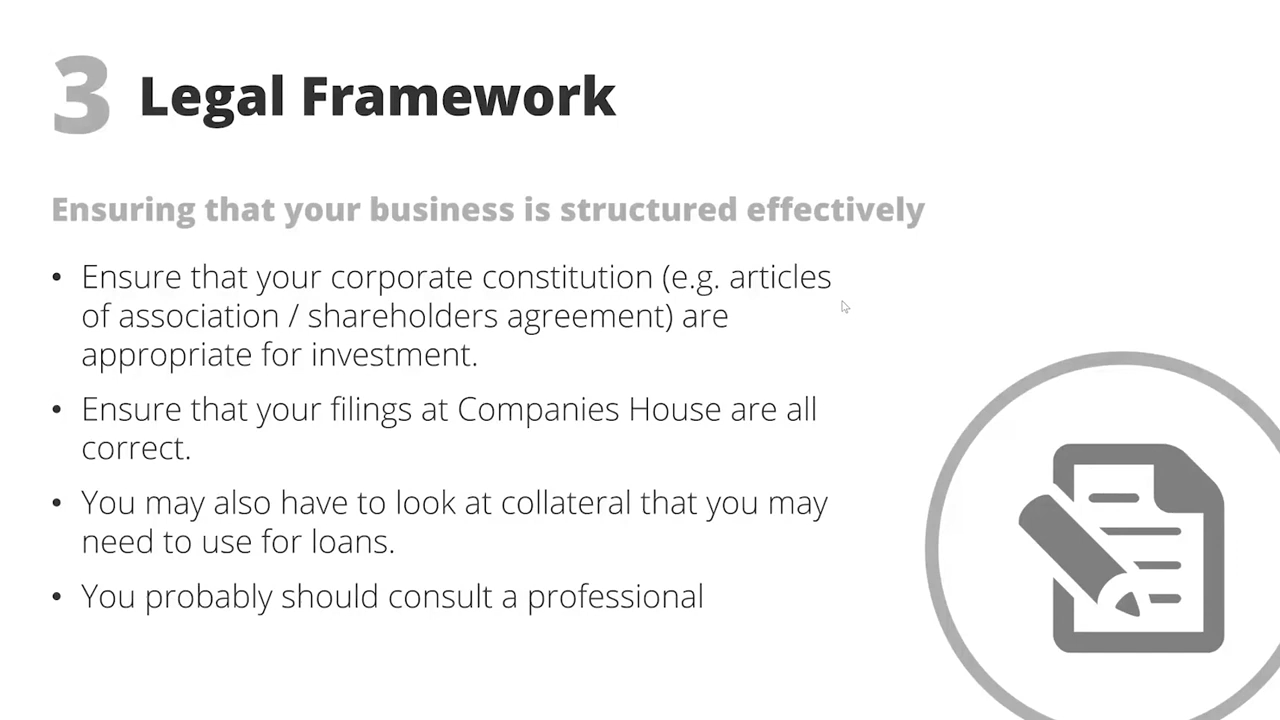 3 Legal Framework
Ensuring that your business is structured effectively
• Ensure that your corporate constitution (e.g. articles
of association / shareholders agreement) are
appropriate for investment.
• Ensure that your filings at Companies House are all
correct.
• You may also have to look at collateral that you may
need to use for loans.
• You probably should consult a professional